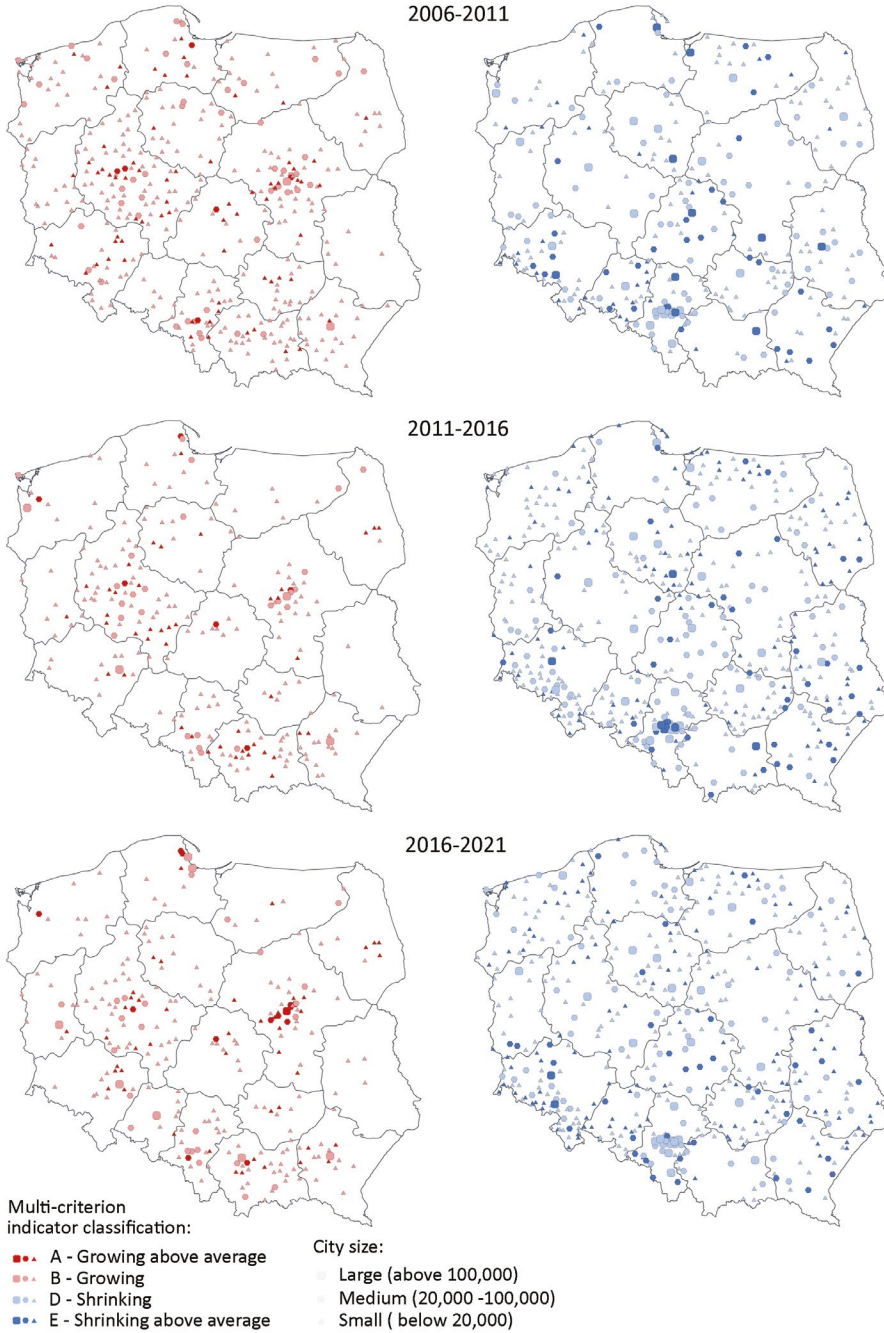 2006-2011
2011-2016
2016-2021
Multi-criterion
indicator classification:
A - Growing above average
B - Growing
D - Shrinking
E - Shrinking above average
City size:
Large (above 100,000)
Medium (20,000 -100,000)
Small ( below 20,000)